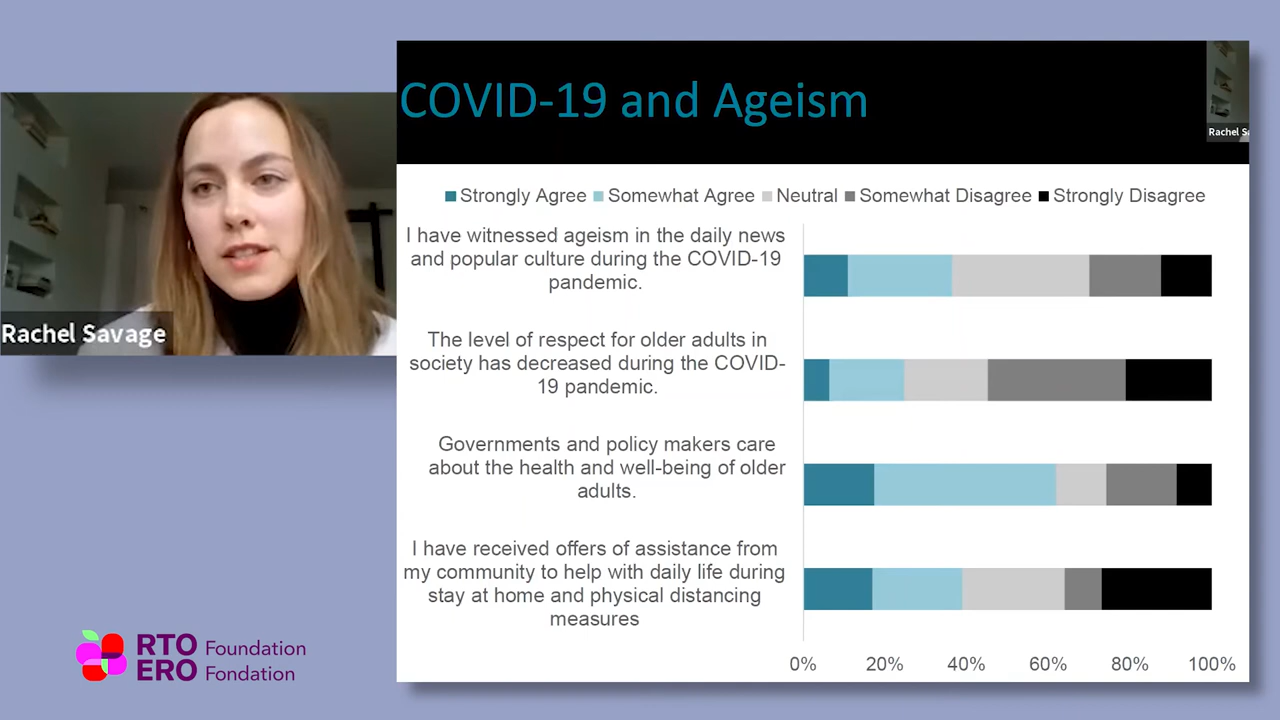 COVID-19 and Ageism
Rachel Sa
Rachel Savage
Strongly Agree Somewhat Agree Neutral Somewhat Disagree Strongly Disagree
I have witnessed ageism in the daily news
and popular culture during the COVID-19
pandemic.
The level of respect for older adults in
society has decreased during the COVID-
19 pandemic.
Governments and policy makers care
about the health and well-being of older
adults.
I have received offers of assistance from
my community to help with daily life during
stay at home and physical distancing
measures
0% 20% 40% 60% 80% 100%
RTO Foundation
ERO Fondation